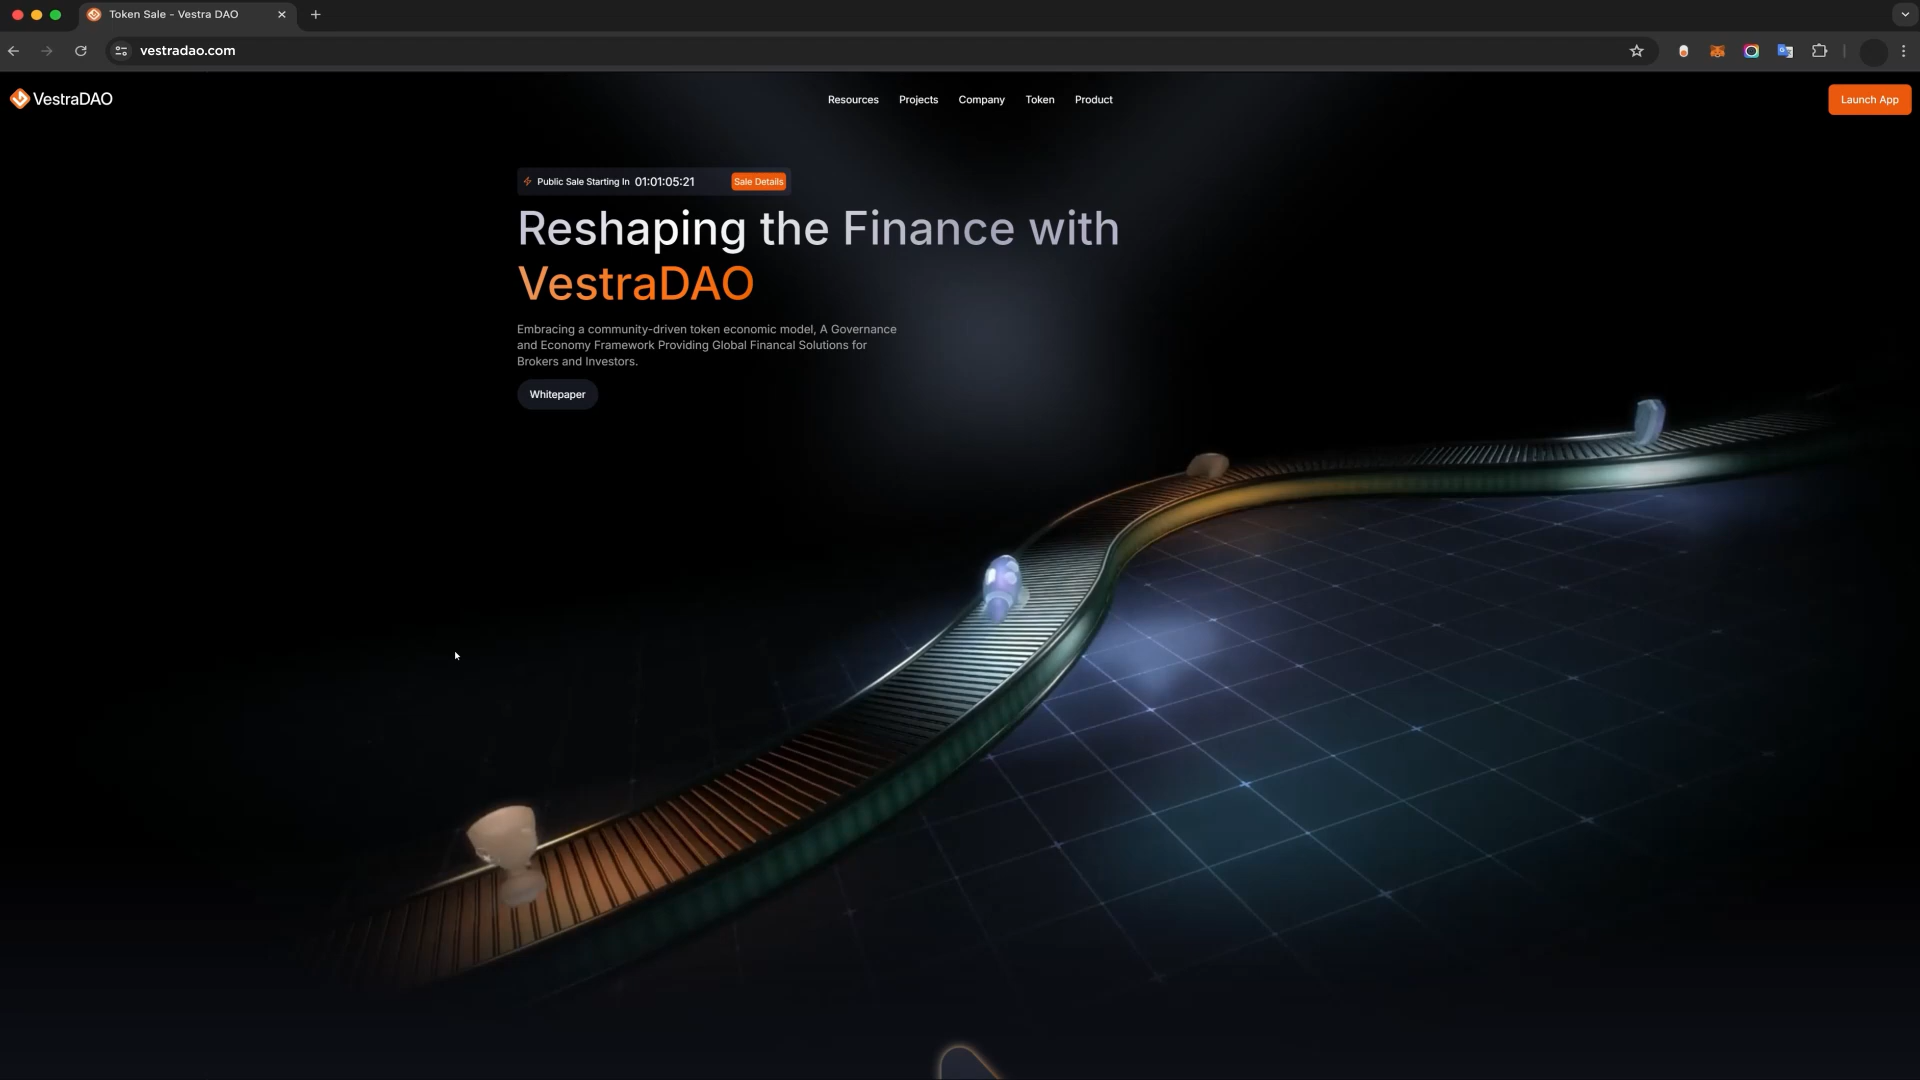 Token Sale - Vestra DAO
vestradao.com
VestraDAO
Resources Projects Company Token Product
Launch App
Public Sale Starting In 01:01:05:21 Sale Details
Reshaping the Finance with
VestraDAO
Embracing a community-driven token economic model, A Governance
and Economy Framework Providing Global Financal Solutions for
Brokers and Investors.
Whitepaper